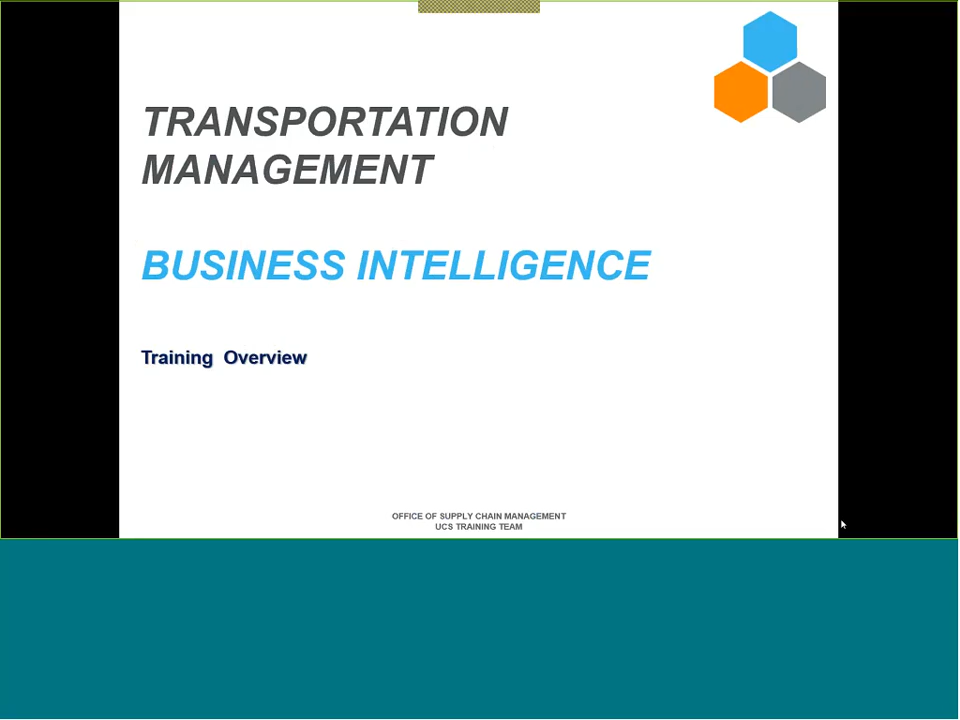 TRANSPORTATION
MANAGEMENT
BUSINESS INTELLIGENCE
Training Overview
OFFICE OF SUPPLY CHAIN MANAGEMENT
UCS TRAINING TEAM